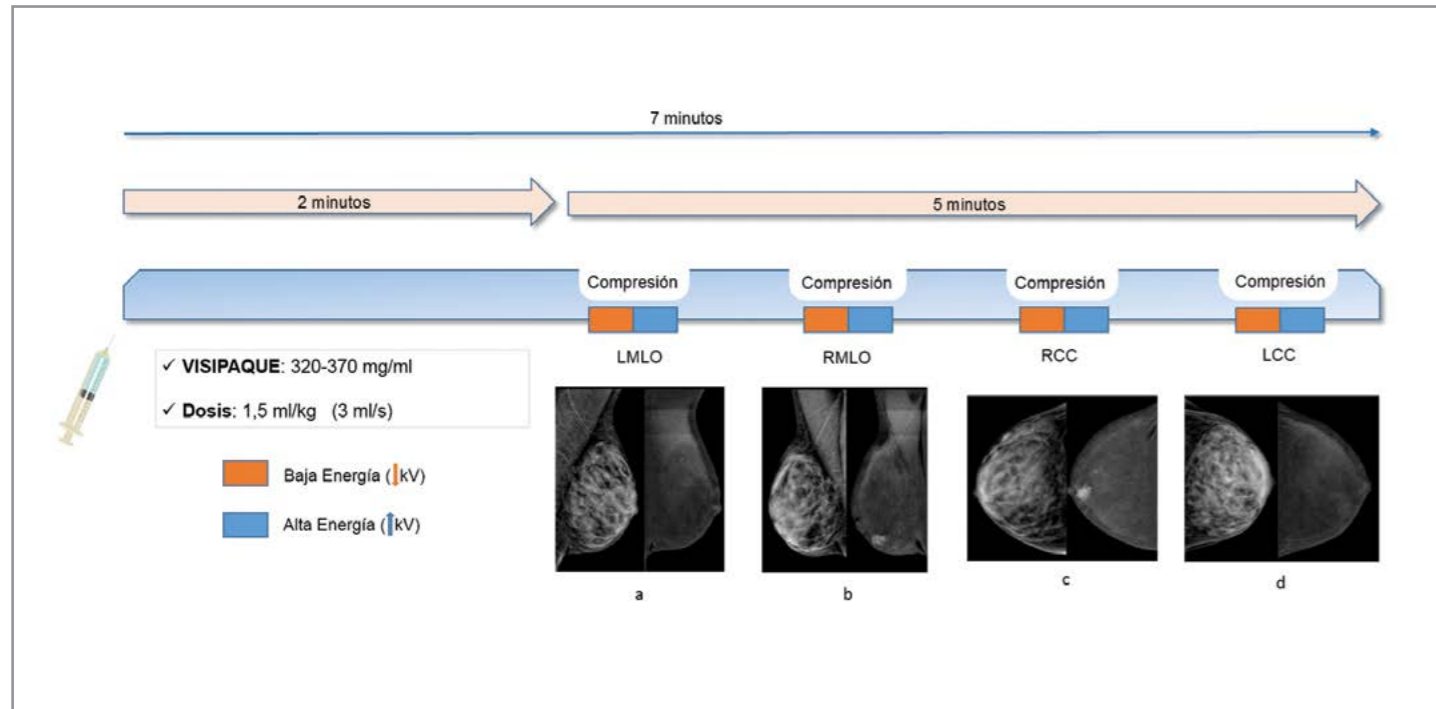 7 minutos
2 minutos
5 minutos
Compresión
Compresión
Compresión
Compresión
LMLO
RMLO
RCC
LCC
✓ VISIPAQUE: 320-370 mg/ml
✓ Dosis: 1,5 ml/kg (3 ml/s)
Baja Energía (↓kV)
Alta Energía (↑kV)
a
b
c
d